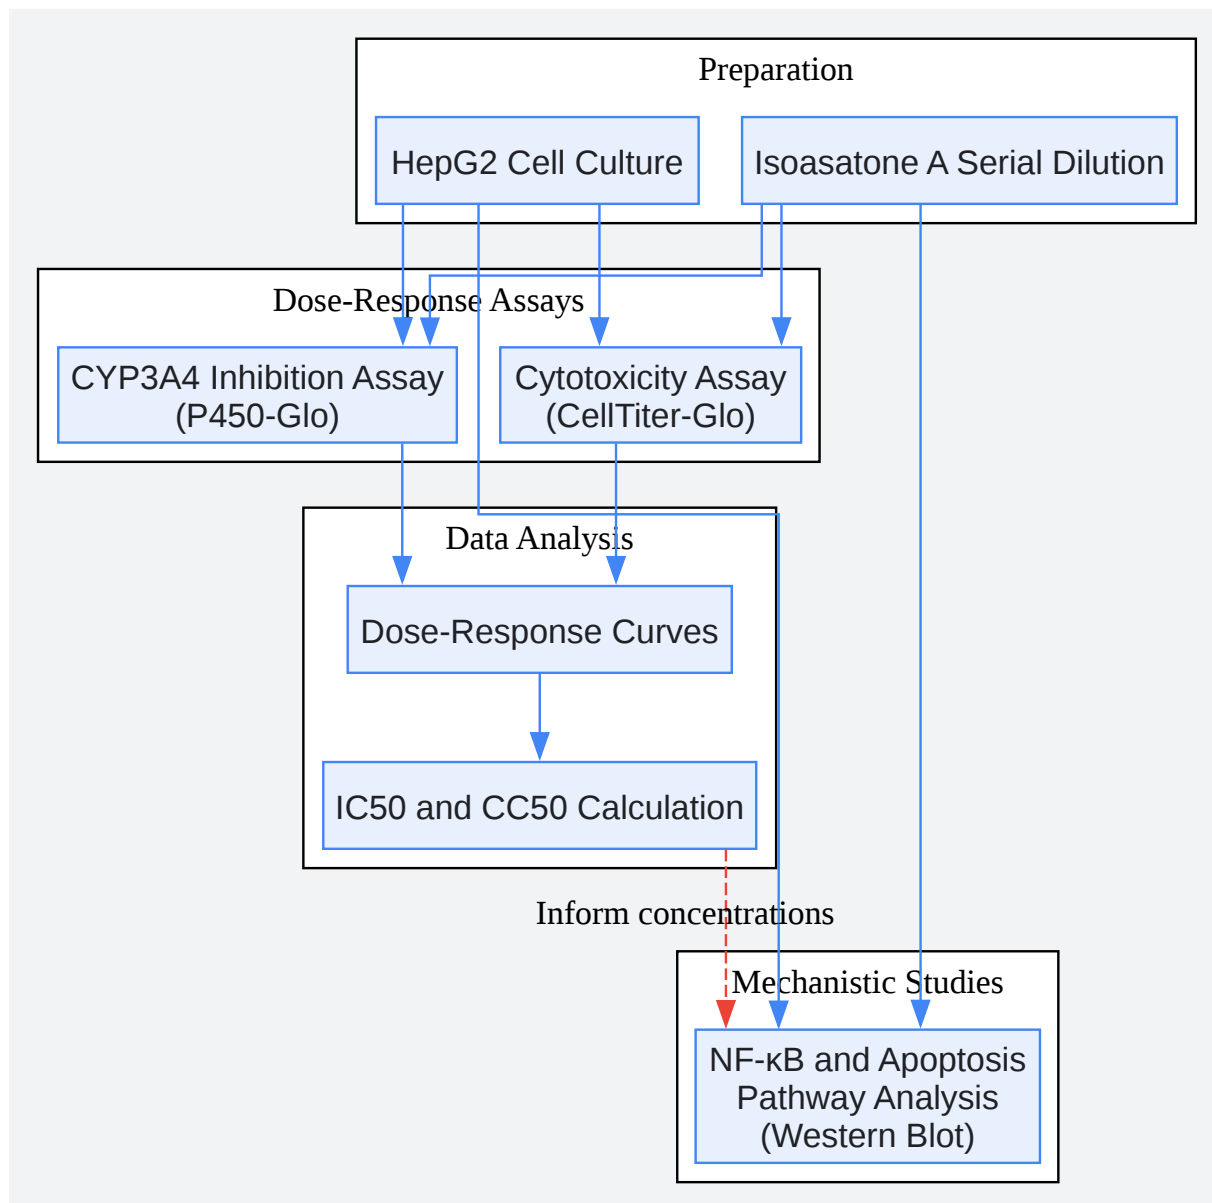 Preparation
HepG2 Cell Culture
Isoasatone A Serial Dilution
Dose-Response Assays
CYP3A4 Inhibition Assay
(P450-Glo)
Cytotoxicity Assay
(CellTiter-Glo)
Data Analysis
Dose-Response Curves
IC50 and CC50 Calculation
Inform concentrations
Mechanistic Studies
NF-κB and Apoptosis
Pathway Analysis
(Western Blot)